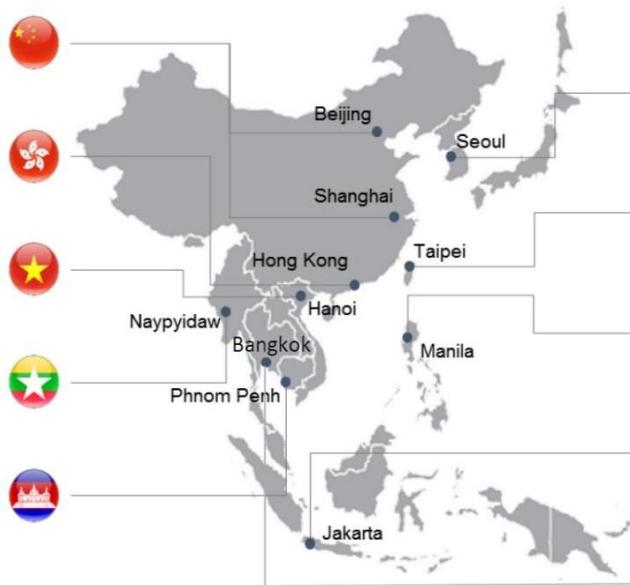 Beijing
Seoul
Shanghai
Taipei
Hong Kong
Hanoi
Naypyidaw
Bangkok
Manila
Phnom Penh
Jakarta